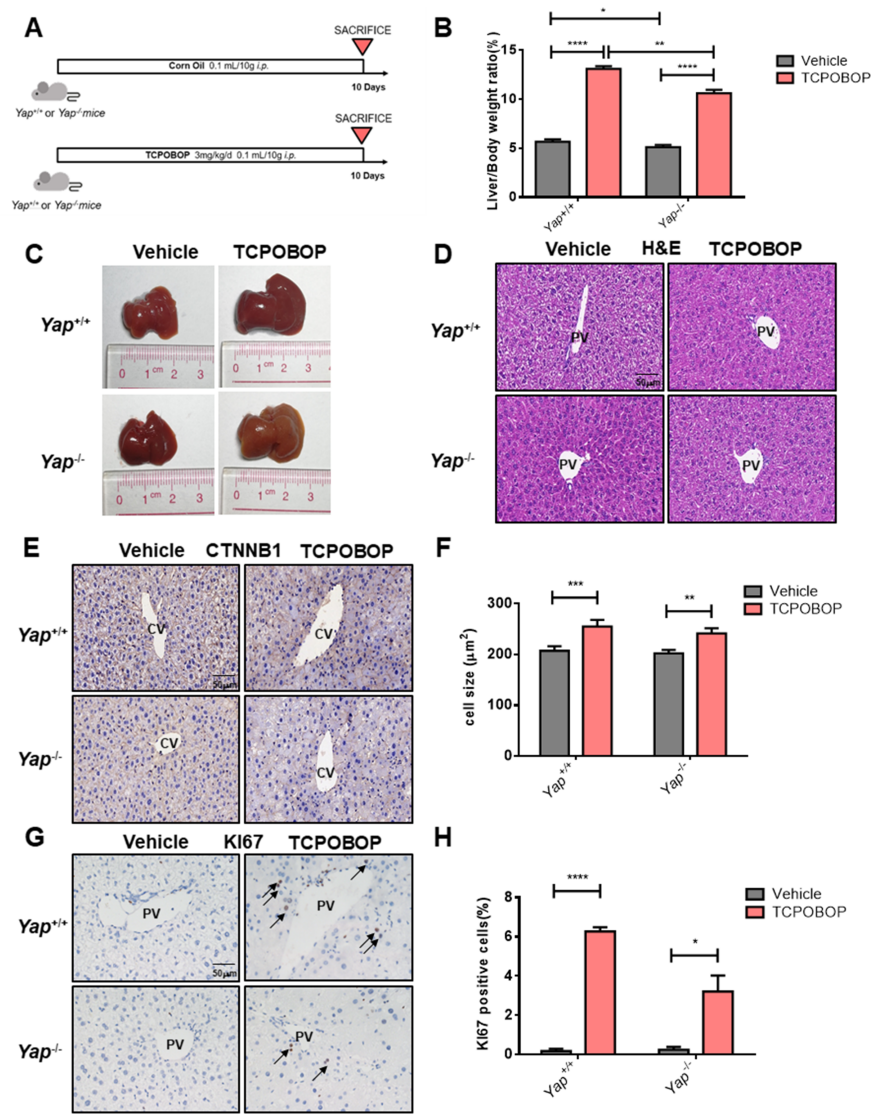 A
SACRIFICE
Corn Oil 0.1 mL/10g i.p.
10 Days
Yap+/+ or Yap-/- mice
SACRIFICE
TCPOBOP 3mg/kg/d 0.1 mL/10g i.p.
10 Days
Yap+/+ or Yap-/- mice
B
Liver/Body weight ratio(%)
15
10
5
0
*
**** **
****
Vehicle
TCPOBOP
Yap+/+
Yap-/-
C
Vehicle TCPOBOP
Yap+/+
0 1 cm 2 3
0 1 cm 2 3
Yap-/-
0 1 cm 2 3
0 1 cm 2 3
D
Vehicle H&E TCPOBOP
Yap+/+
PV
50μm
PV
Yap-/-
PV
PV
E
Vehicle CTNNB1 TCPOBOP
Yap+/+
CV
50μm
CV
Yap-/-
CV
CV
F
cell size (μm²)
300
200
100
0
***
**
Vehicle
TCPOBOP
Yap+/+
Yap-/-
G
Vehicle KI67 TCPOBOP
Yap+/+
PV
50μm
PV
Yap-/-
PV
PV
H
KI67 positive cells(%)
8
6
4
2
0
****
*
Vehicle
TCPOBOP
Yap+/+
Yap-/-